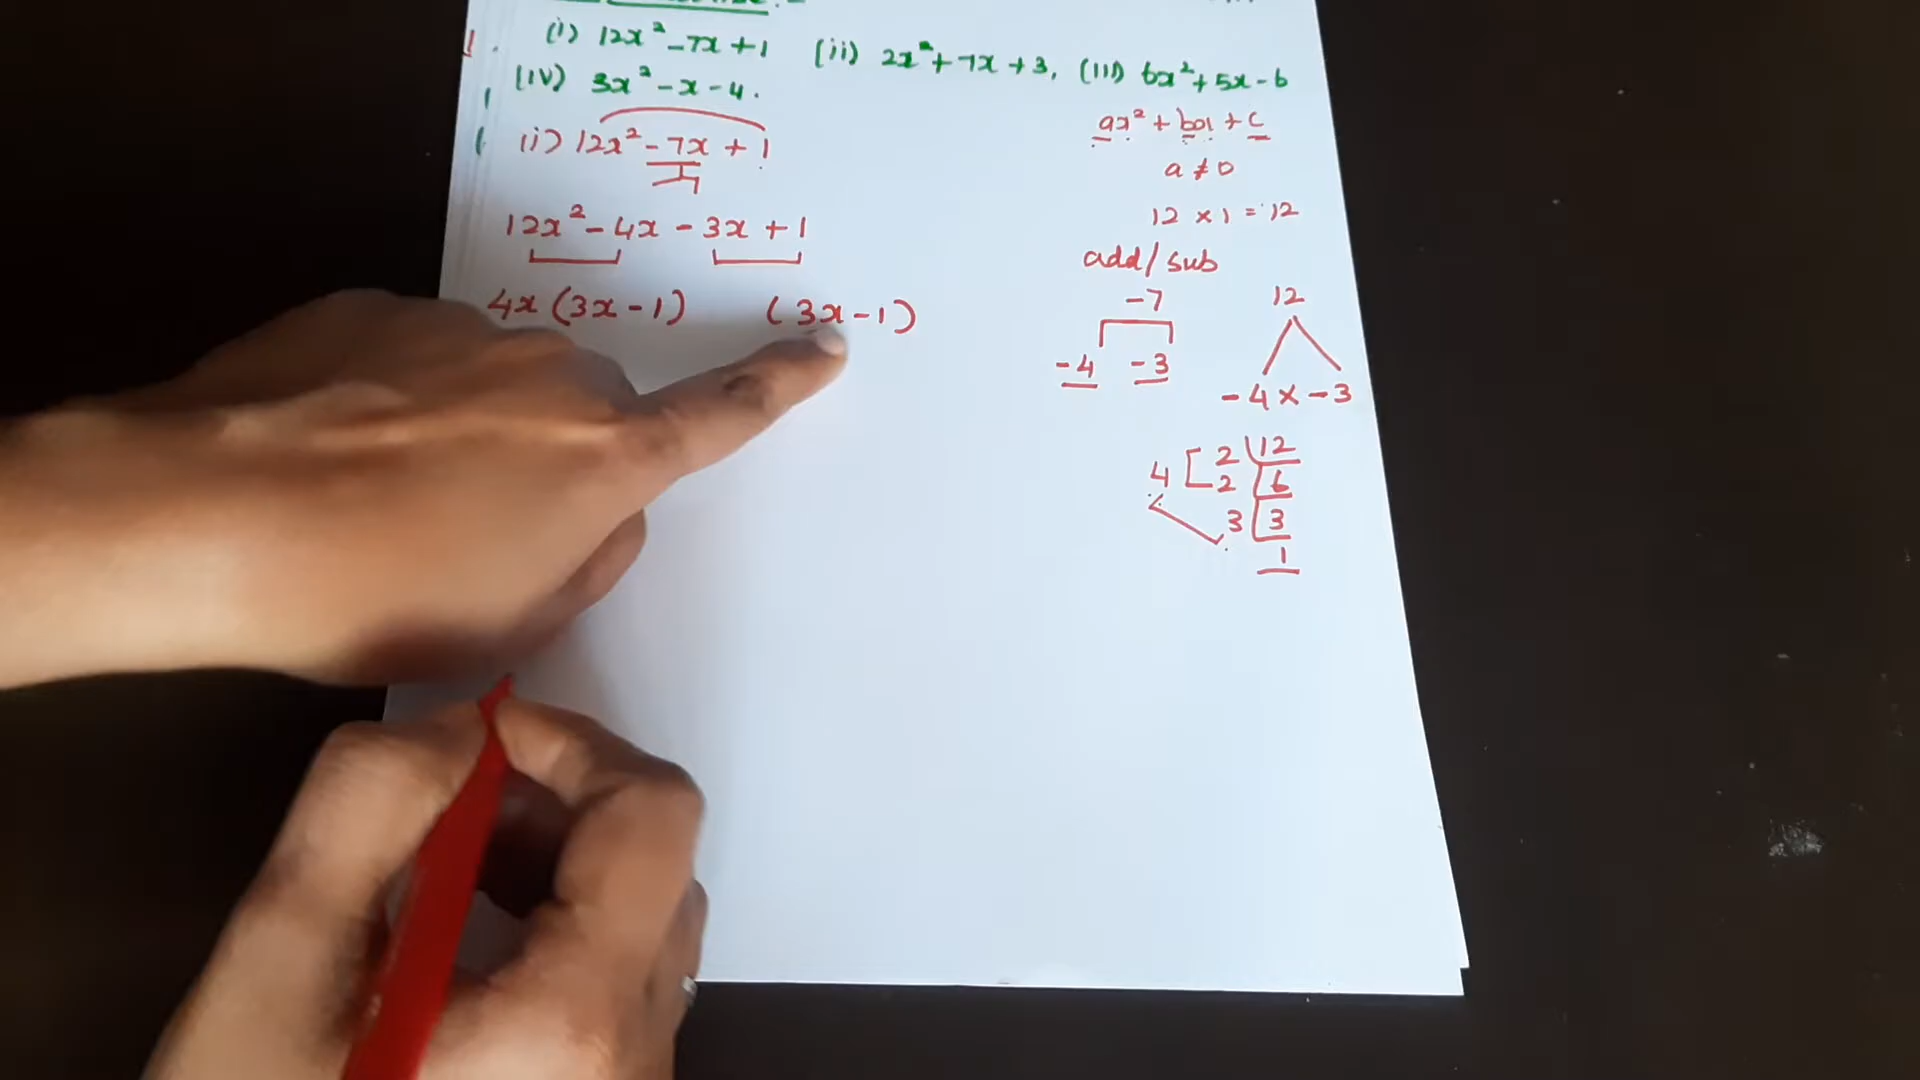 1. (i) 12x² - 7x + 1 (ii) 2x² + 7x + 3, (III) 6x² + 5x - 6
(IV) 3x² - x - 4.
(i) 12x² - 7x + 1
12x² - 4x - 3x + 1
4x (3x - 1) (3x - 1)
ax² + bx + c
a ≠ 0
12 × 1 = 12
add/sub
-7 12
-4 -3
-4 × -3
4 2 12
2 6
3 3
1